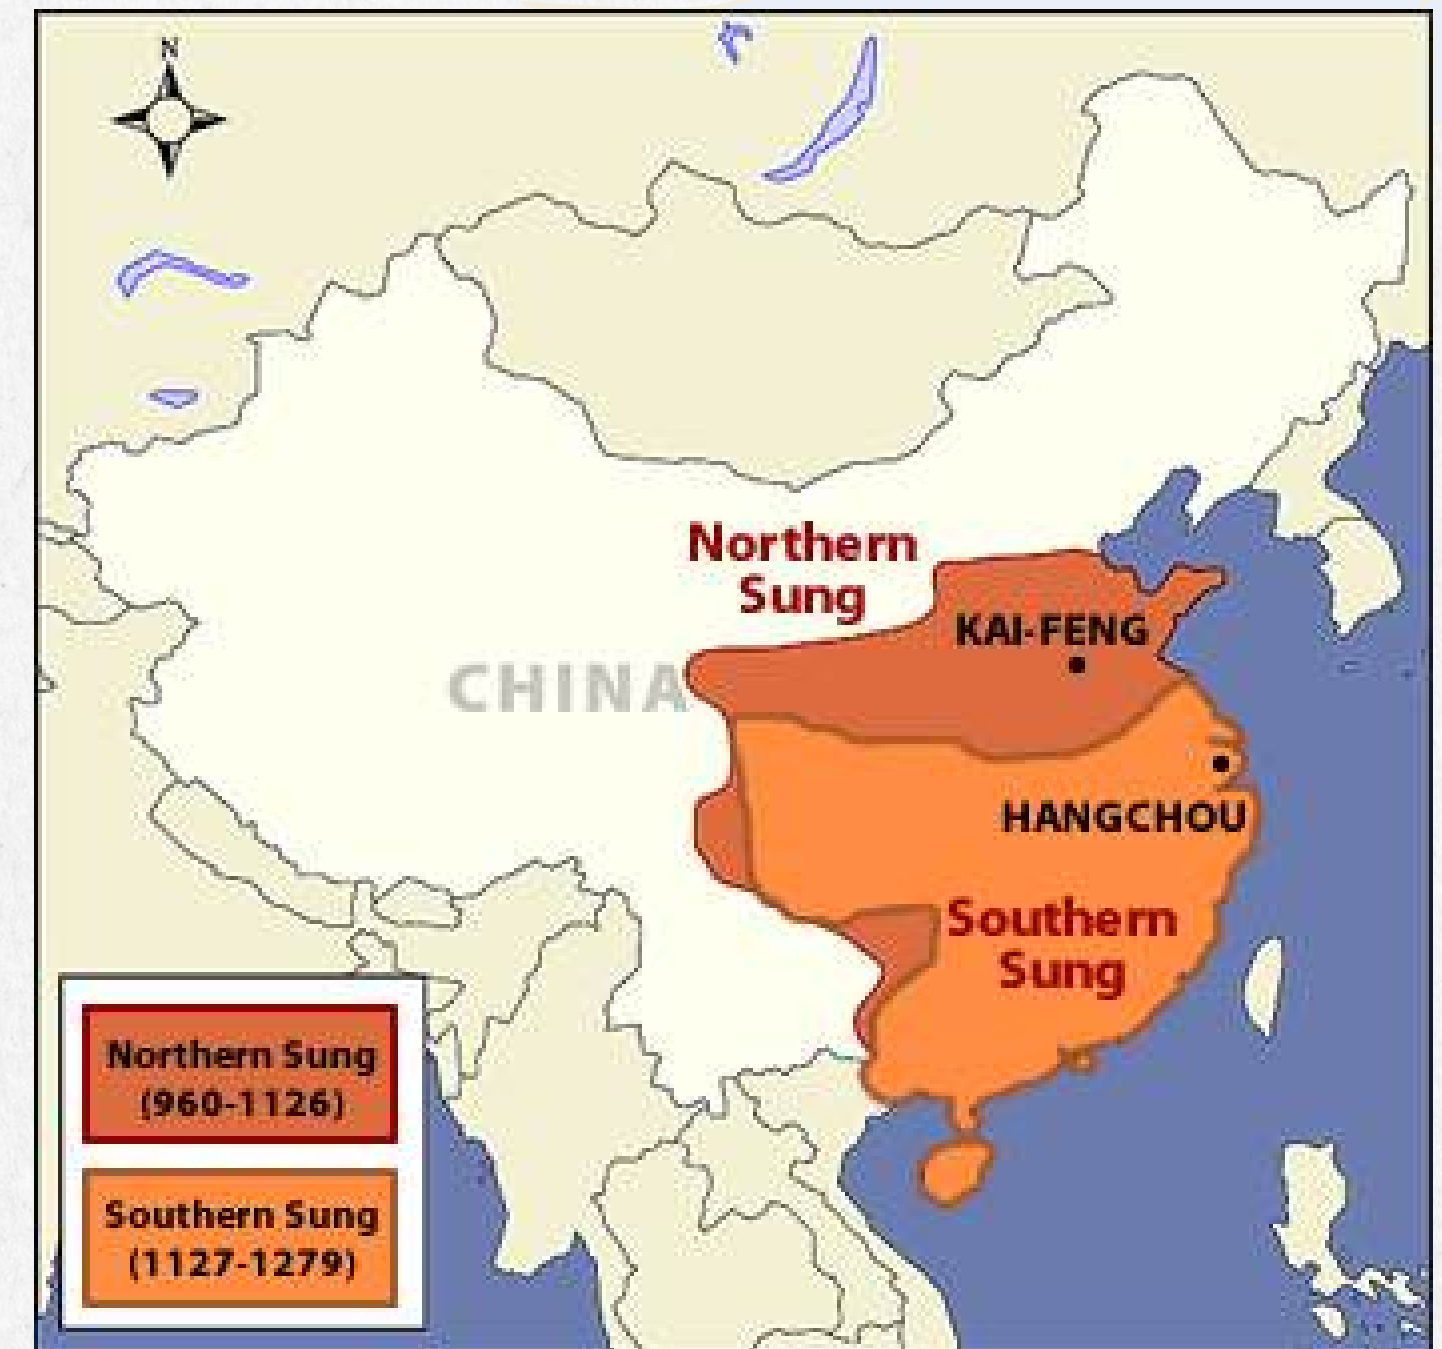 N
Northern
Sung
KAI-FENG
CHINA
HANGCHOU
Southern
Sung
Northern Sung
(960-1126)
Southern Sung
(1127-1279)